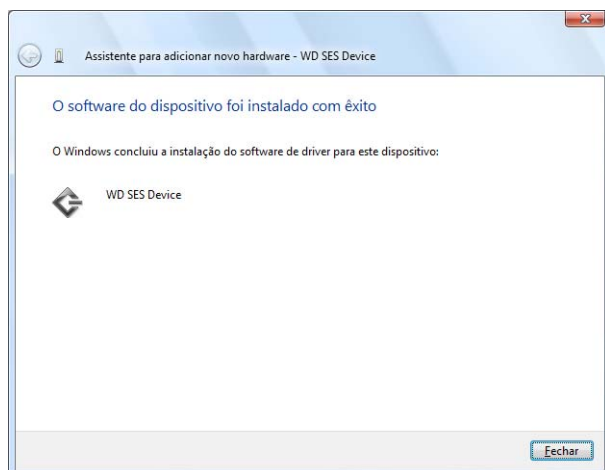 Assistente para adicionar novo hardware - WD SES Device
O software do dispositivo foi instalado com êxito
O Windows concluiu a instalação do software de driver para este dispositivo:
WD SES Device
Fechar